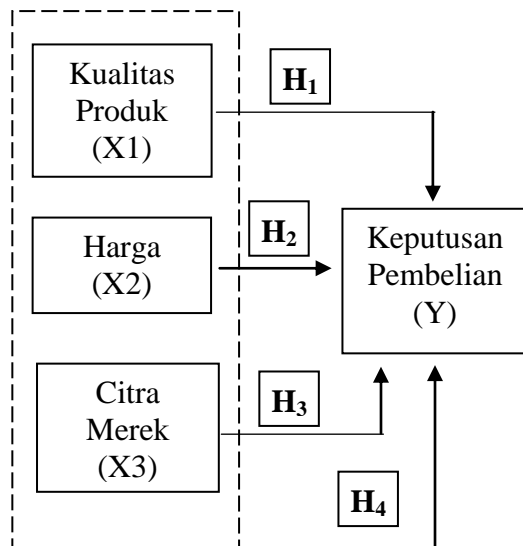 Kualitas
Produk
(X1)
H₁
Harga
(X2)
H₂
Keputusan
Pembelian
(Y)
Citra
Merek
(X3)
H₃
H₄